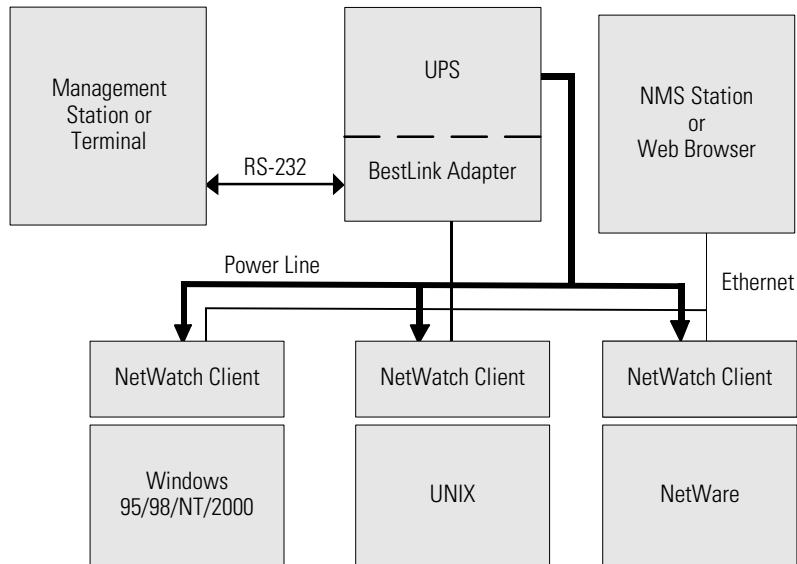 Management
Station or
Terminal
RS-232
UPS
BestLink Adapter
NMS Station
or
Web Browser
Power Line
Ethernet
NetWatch Client
NetWatch Client
NetWatch Client
Windows
95/98/NT/2000
UNIX
NetWare